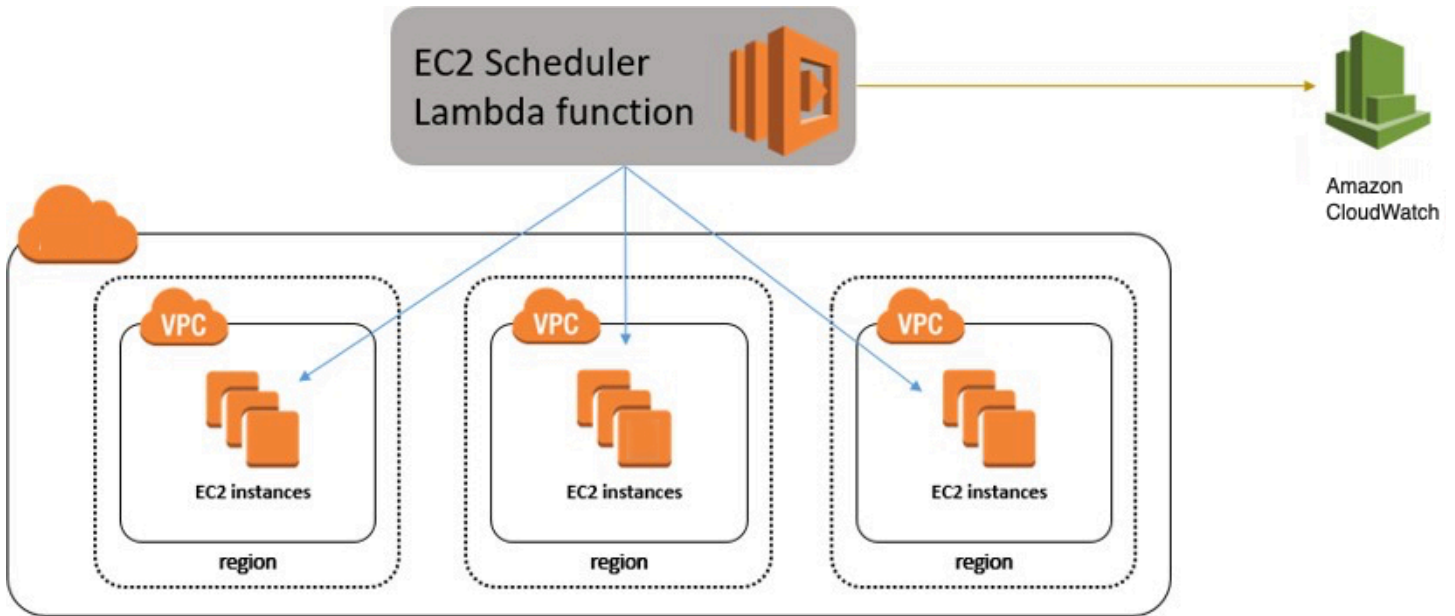 EC2 Scheduler
Lambda function
Amazon
CloudWatch
VPC
EC2 instances
region
VPC
EC2 instances
region
VPC
EC2 instances
region